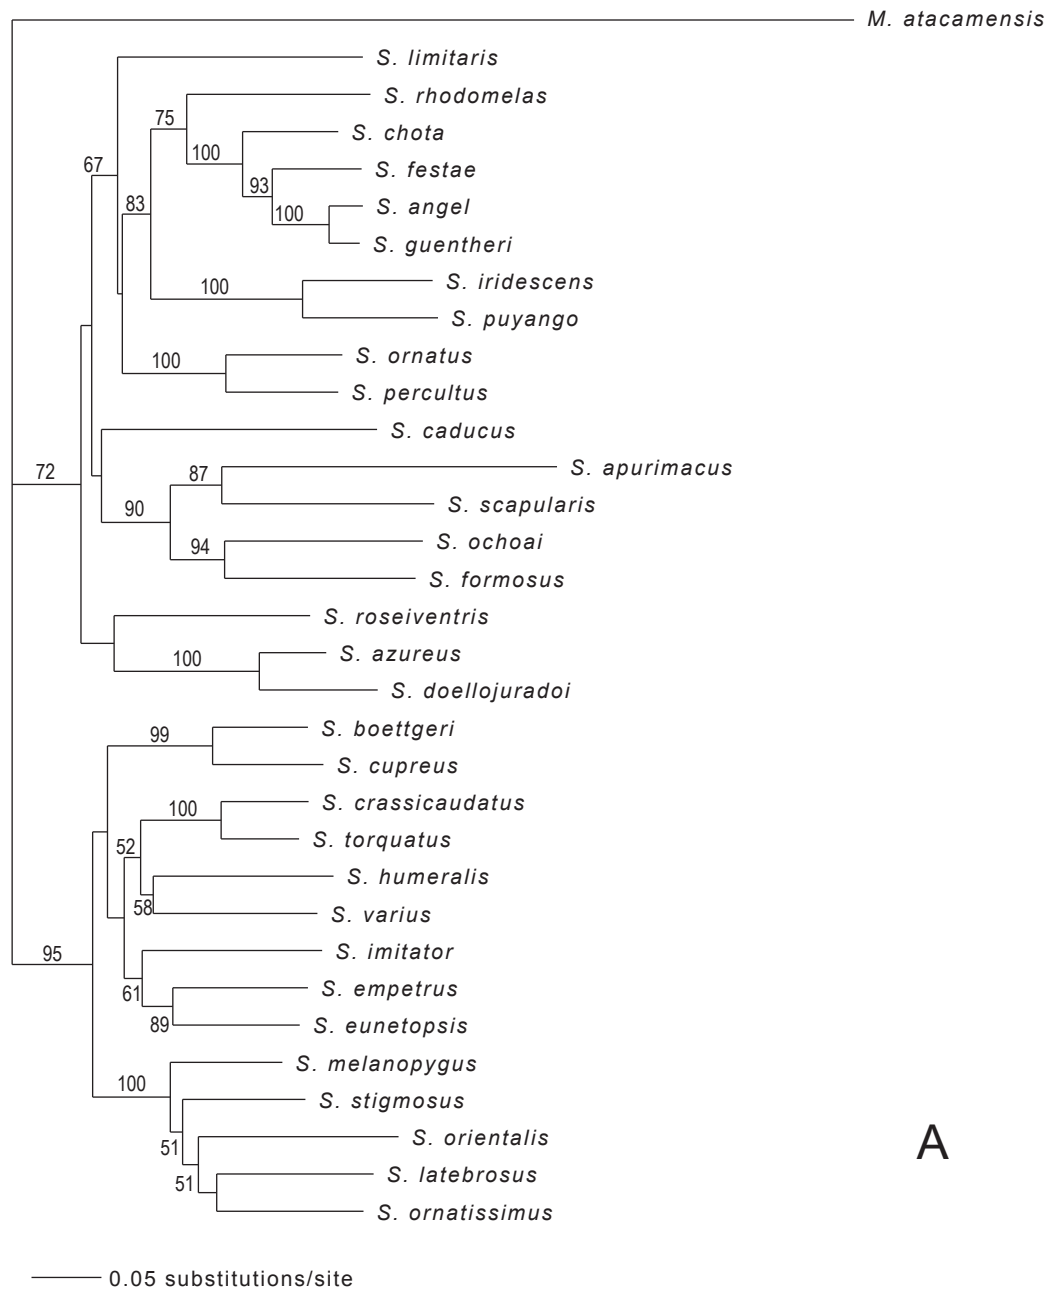 M. atacamensis
S. limitaris
S. rhodomelas
75
S. chota
100
67
S. festae
93
83
S. angel
100
S. guentheri
S. iridescens
100
S. puyango
S. ornatus
100
S. percultus
S. caducus
S. apurimacus
87
72
S. scapularis
90
S. ochoai
94
S. formosus
S. roseiventris
S. azureus
100
S. doellojuradoi
S. boettgeri
99
S. cupreus
S. crassicaudatus
100
S. torquatus
52
S. humeralis
58
S. varius
S. imitator
95
S. empetrus
61
S. eunetopsis
89
S. melanopygus
100
S. stigmosus
S. orientalis
A
51
S. latebrosus
51
S. ornatissimus
0.05 substitutions/site